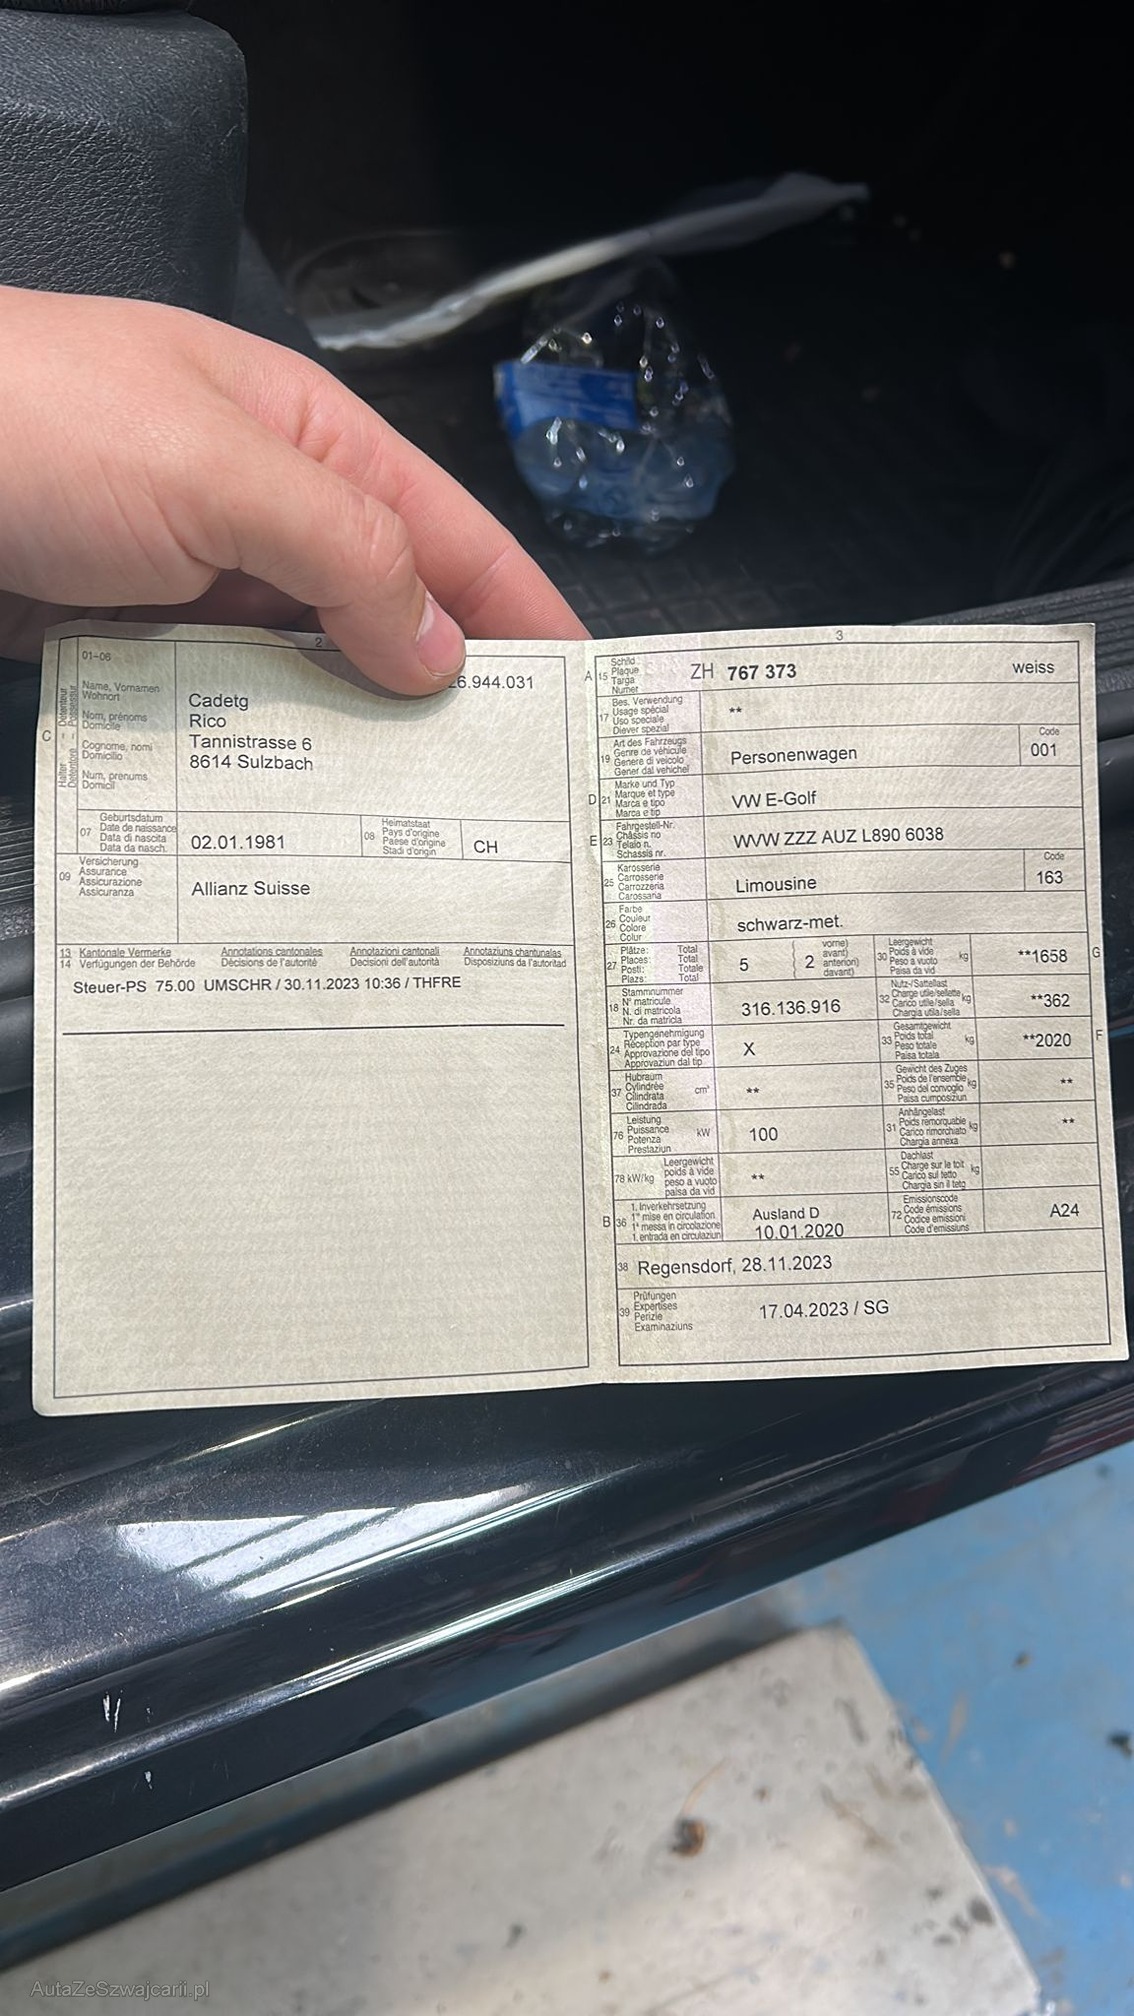 2
01-06
26.944.031
Halter Détenteur
Detentore Possessur
Name, Vornamen
Wohnort
Nom, prénoms
Domicile
Cognome, nomi
Domicilio
Num, prenums
Domicil
C
Cadetg
Rico
Tannistrasse 6
8614 Sulzbach
07
Geburtsdatum
Date de naissance
Data di nascita
Data da nasch.
02.01.1981
08
Heimatstaat
Pays d'origine
Paese d'origine
Stadi d'origin
CH
09
Versicherung
Assurance
Assicurazione
Assicuranza
Allianz Suisse
13 Kantonale Vermerke Annotations cantonales Annotazioni cantonali Annotaziuns chantunalas
14 Verfügungen der Behörde Décisions de l'autorité Decisioni dell'autorità Disposiziuns da l'autoritad
Steuer-PS 75.00 UMSCHR / 30.11.2023 10:36 / THFRE
3
A 15
Schild
Plaque
Targa
Numer
ZH 767 373 weiss
17
Bes. Verwendung
Usage spécial
Uso speciale
Diever spezial
**
19
Art des Fahrzeugs
Genre de véhicule
Genere di veicolo
Gener dal vehichel
Personenwagen
Code
001
D 21
Marke und Typ
Marque et type
Marca e tipo
Marca e tip
VW E-Golf
E 23
Fahrgestell-Nr.
Châssis no
Telaio n.
Schassis nr.
WVW ZZZ AUZ L890 6038
25
Karosserie
Carrosserie
Carrozzeria
Carossaria
Limousine
Code
163
26
Farbe
Couleur
Colore
Colur
schwarz-met.
27
Plätze: Total
Places: Total
Posti: Totale
Plazs: Total
5
2
vorne)
avant)
anteriori)
davant)
30
Leergewicht
Poids à vide
Peso a vuoto
Paisa da vid
kg
**1658
G
18
Stammnummer
N° matricule
N. di matricola
Nr. da matricla
316.136.916
32
Nutz-/Sattellast
Charge utile/sellette
Carico utile/sella
Chargia utila/sella
kg
**362
24
Typengenehmigung
Réception par type
Approvazione del tipo
Approvaziun dal tip
X
33
Gesamtgewicht
Poids total
Peso totale
Paisa totala
kg
**2020
F
37
Hubraum
Cylindrée
Cilindrata
Cilindrada
cm³
**
35
Gewicht des Zuges
Poids de l'ensemble
Peso del convoglio
Paisa cumposiziun
kg
**
76
Leistung
Puissance
Potenza
Prestaziun
kW
100
31
Anhängelast
Poids remorquable
Carico rimorchiato
Chargia annexa
kg
**
78 kW/kg
Leergewicht
poids à vide
peso a vuoto
paisa da vid
**
55
Dachlast
Charge sur le toit
Carico sul tetto
Chargia sin il tetg
kg
B 36
1. Inverkehrsetzung
1re mise en circulation
1a messa in circolazione
1. entrada en circulaziun
Ausland D
10.01.2020
72
Emissionscode
Code émissions
Codice emissioni
Code d'emissiuns
A24
38 Regensdorf, 28.11.2023
39
Prüfungen
Expertises
Perizie
Examinaziuns
17.04.2023 / SG
AutaZeSzwajcarii.pl